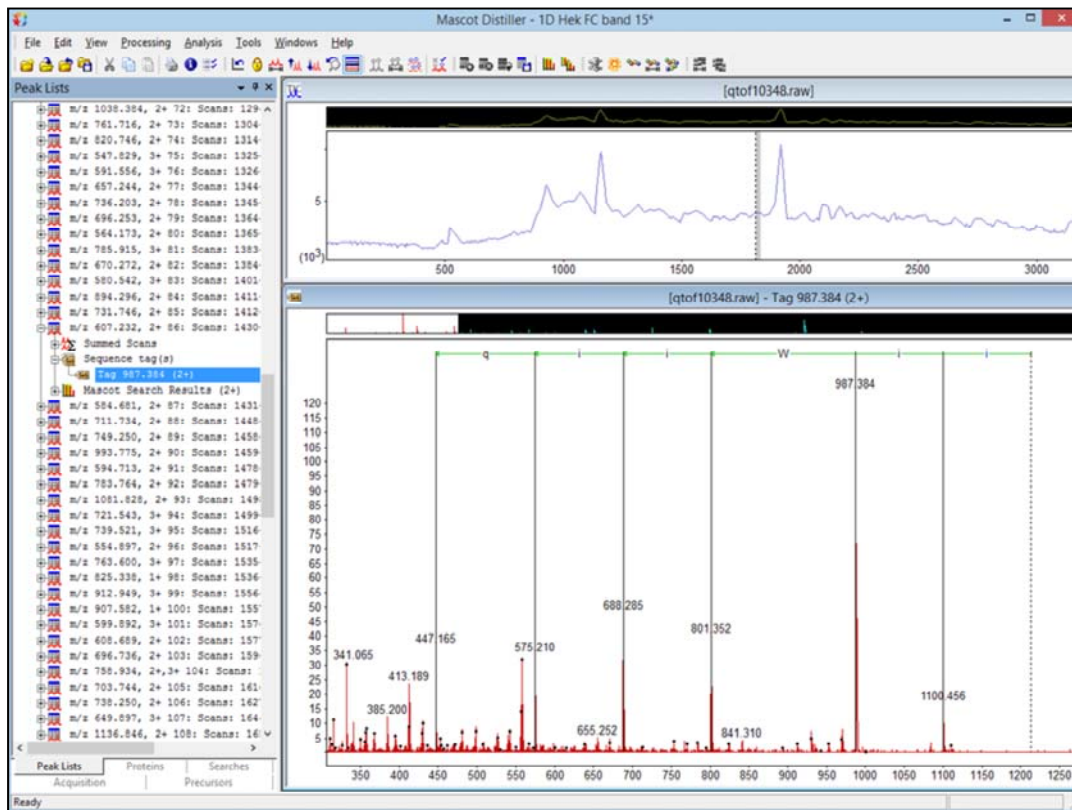 Mascot Distiller - 1D Hek FC band 15*
File Edit View Processing Analysis Tools Windows Help
Peak Lists
m/z 1038.384, 2+ 72: Scans: 129
m/z 761.716, 2+ 73: Scans: 1304-
m/z 820.746, 2+ 74: Scans: 1314-
m/z 547.829, 3+ 75: Scans: 1325-
m/z 591.556, 3+ 76: Scans: 1326-
m/z 657.244, 2+ 77: Scans: 1344-
m/z 736.203, 2+ 78: Scans: 1345-
m/z 696.253, 2+ 79: Scans: 1364-
m/z 564.173, 2+ 80: Scans: 1365-
m/z 785.915, 3+ 81: Scans: 1383-
m/z 670.272, 2+ 82: Scans: 1384-
m/z 580.542, 3+ 83: Scans: 1401-
m/z 894.296, 2+ 84: Scans: 1411-
m/z 731.746, 2+ 85: Scans: 1412-
m/z 607.232, 2+ 86: Scans: 1430-
Summed Scans
Sequence tag(s)
Tag 987.384 (2+)
Mascot Search Results (2+)
m/z 584.681, 2+ 87: Scans: 1431-
m/z 711.734, 2+ 88: Scans: 1448-
m/z 749.250, 2+ 89: Scans: 1458-
m/z 993.775, 2+ 90: Scans: 1459-
m/z 594.713, 2+ 91: Scans: 1478-
m/z 783.764, 2+ 92: Scans: 1479-
m/z 1081.828, 2+ 93: Scans: 149
m/z 721.543, 3+ 94: Scans: 1499-
m/z 739.521, 3+ 95: Scans: 1516-
m/z 554.897, 2+ 96: Scans: 1517-
m/z 763.600, 3+ 97: Scans: 1535-
m/z 825.338, 1+ 98: Scans: 1536-
m/z 912.949, 3+ 99: Scans: 1556-
m/z 907.582, 1+ 100: Scans: 155
m/z 599.892, 3+ 101: Scans: 157
m/z 608.689, 2+ 102: Scans: 157
m/z 696.736, 2+ 103: Scans: 159
m/z 758.934, 2+,3+ 104: Scans:
m/z 703.744, 2+ 105: Scans: 161
m/z 738.250, 2+ 106: Scans: 162
m/z 649.897, 3+ 107: Scans: 164
m/z 1136.846, 2+ 108: Scans: 16
Peak Lists Proteins Searches
Acquisition Precursors
Ready
[qtof10348.raw]
5
(10³)
500 1000 1500 2000 2500 3000
[qtof10348.raw] - Tag 987.384 (2+)
q i i W i i
120
115
110
105
100
95
90
85
80
75
70
65
60
55
50
45
40
35
30
25
20
15
10
5
987.384
688.285
801.352
447.165
575.210
341.065
413.189
385.200
655.252
841.310
1100.456
350 400 450 500 550 600 650 700 750 800 850 900 950 1000 1050 1100 1150 1200 1250